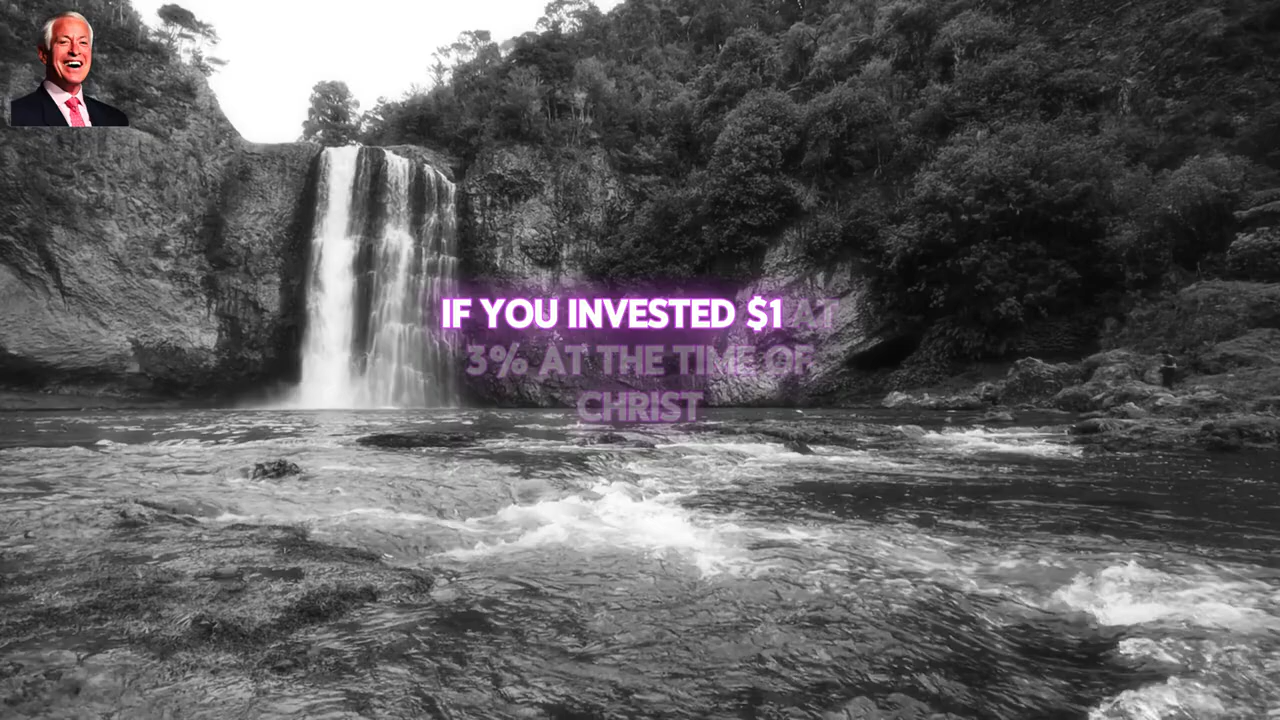 IF YOU INVESTED $1 AT
3% AT THE TIME OF
CHRIST